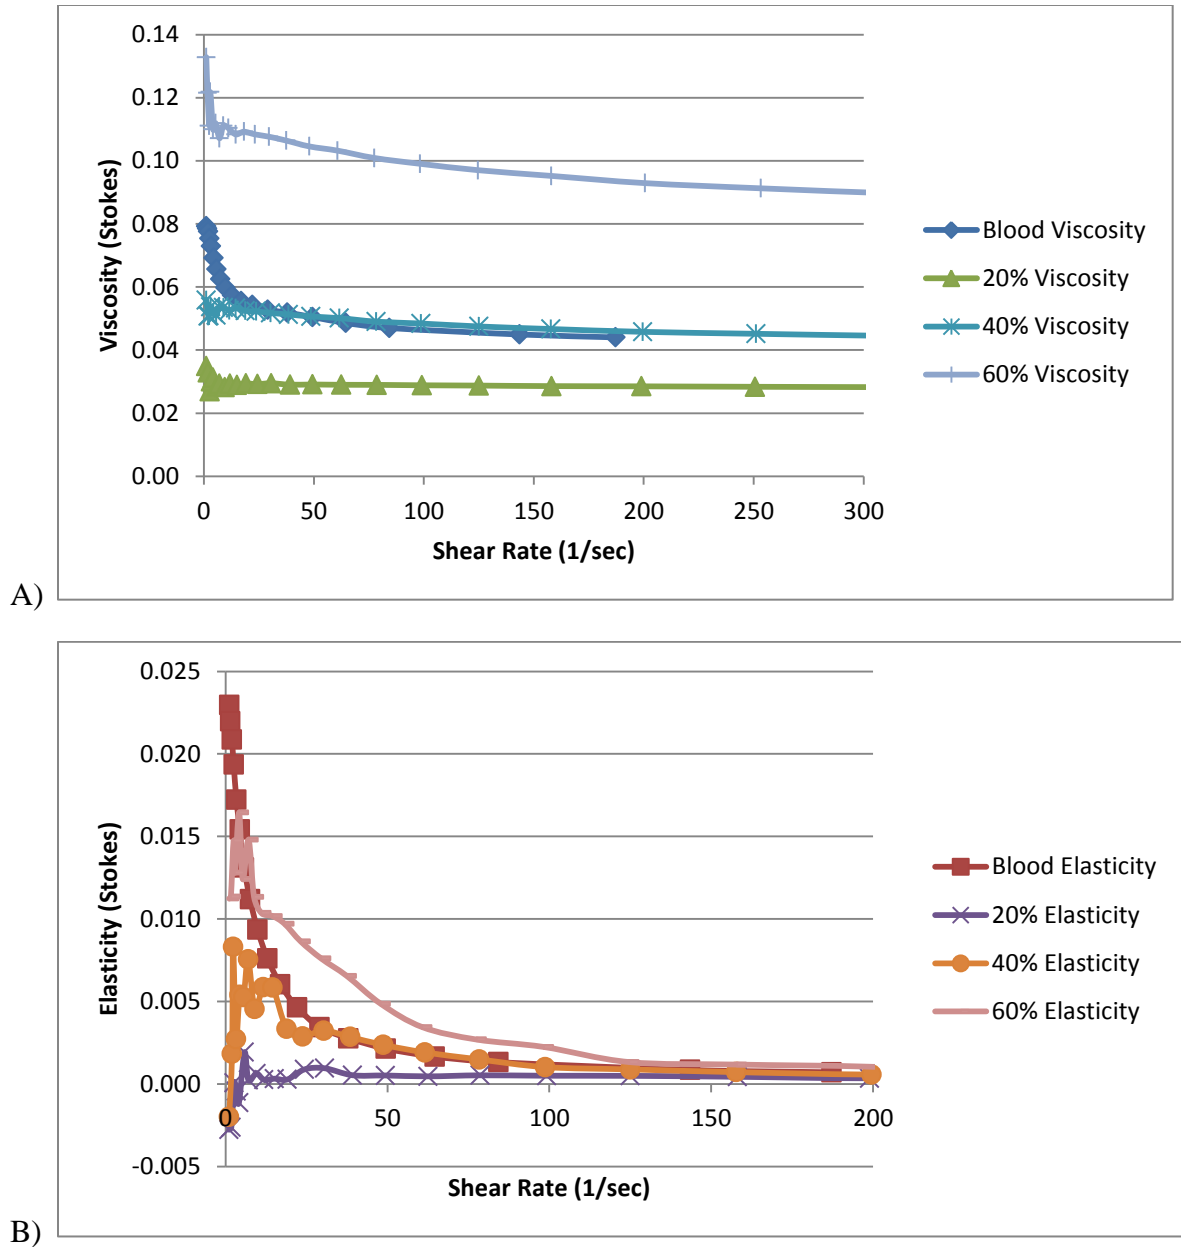 0.14
0.12
0.10
0.08
0.06
0.04
0.02
0.00
Viscosity (Stokes)
0 50 100 150 200 250 300
Shear Rate (1/sec)
Blood Viscosity
20% Viscosity
40% Viscosity
60% Viscosity
A)
0.025
0.020
0.015
0.010
0.005
0.000
-0.005
Elasticity (Stokes)
0 50 100 150 200
Shear Rate (1/sec)
Blood Elasticity
20% Elasticity
40% Elasticity
60% Elasticity
B)